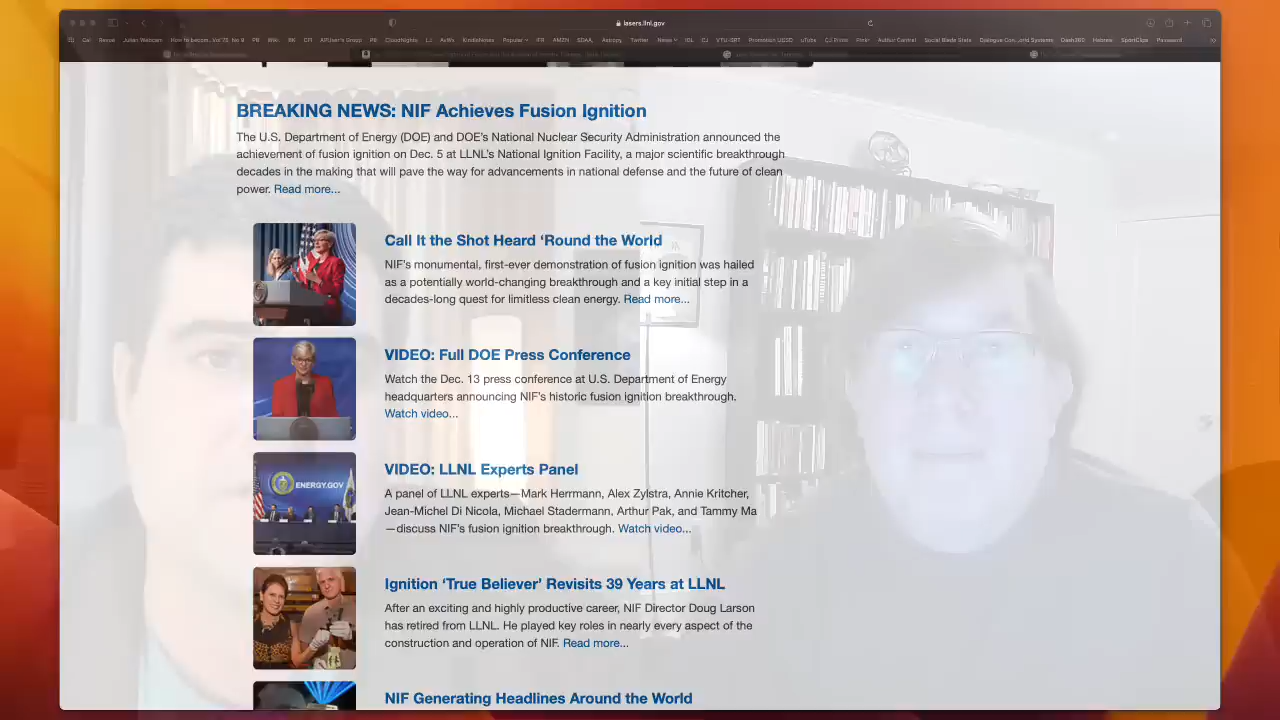 lasers.llnl.gov
BREAKING NEWS: NIF Achieves Fusion Ignition
The U.S. Department of Energy (DOE) and DOE's National Nuclear Security Administration announced the
achievement of fusion ignition on Dec. 5 at LLNL's National Ignition Facility, a major scientific breakthrough
decades in the making that will pave the way for advancements in national defense and the future of clean
power. Read more...
Call It the Shot Heard ‘Round the World
NIF's monumental, first-ever demonstration of fusion ignition was hailed
as a potentially world-changing breakthrough and a key initial step in a
decades-long quest for limitless clean energy. Read more...
VIDEO: Full DOE Press Conference
Watch the Dec. 13 press conference at U.S. Department of Energy
headquarters announcing NIF's historic fusion ignition breakthrough.
Watch video...
ENERGY.GOV
VIDEO: LLNL Experts Panel
A panel of LLNL experts—Mark Herrmann, Alex Zylstra, Annie Kritcher,
Jean-Michel Di Nicola, Michael Stadermann, Arthur Pak, and Tammy Ma
—discuss NIF's fusion ignition breakthrough. Watch video...
Ignition ‘True Believer’ Revisits 39 Years at LLNL
After an exciting and highly productive career, NIF Director Doug Larson
has retired from LLNL. He played key roles in nearly every aspect of the
construction and operation of NIF. Read more...
NIF Generating Headlines Around the World